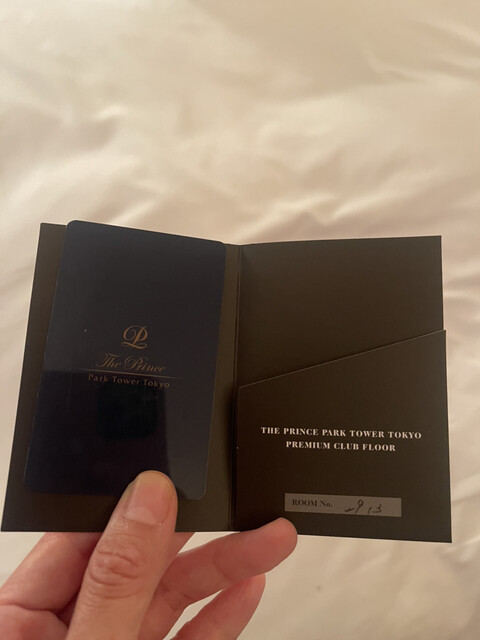 The Prince
Park Tower Tokyo
THE PRINCE PARK TOWER TOKYO
PREMIUM CLUB FLOOR
ROOM No.